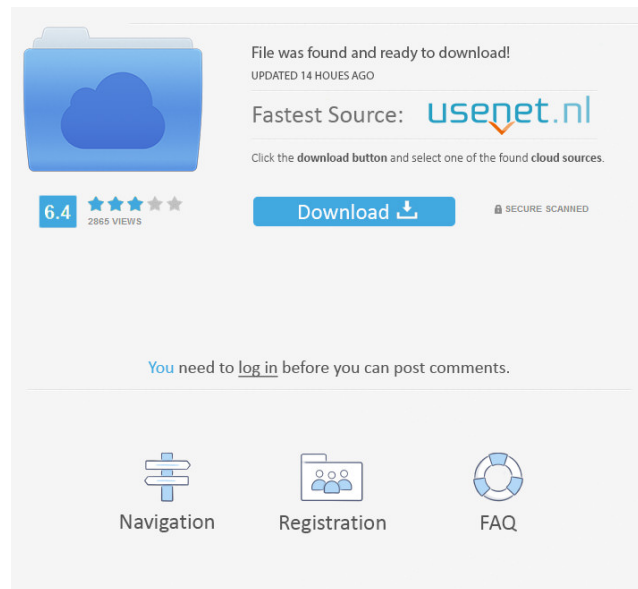 File was found and ready to download!
UPDATED 14 HOUES AGO
Fastest Source: usenet.nl
Click the download button and select one of the found cloud sources.
6.4
2865 VIEWS
Download
SECURE SCANNED
You need to log in before you can post comments.
Navigation
Registration
FAQ